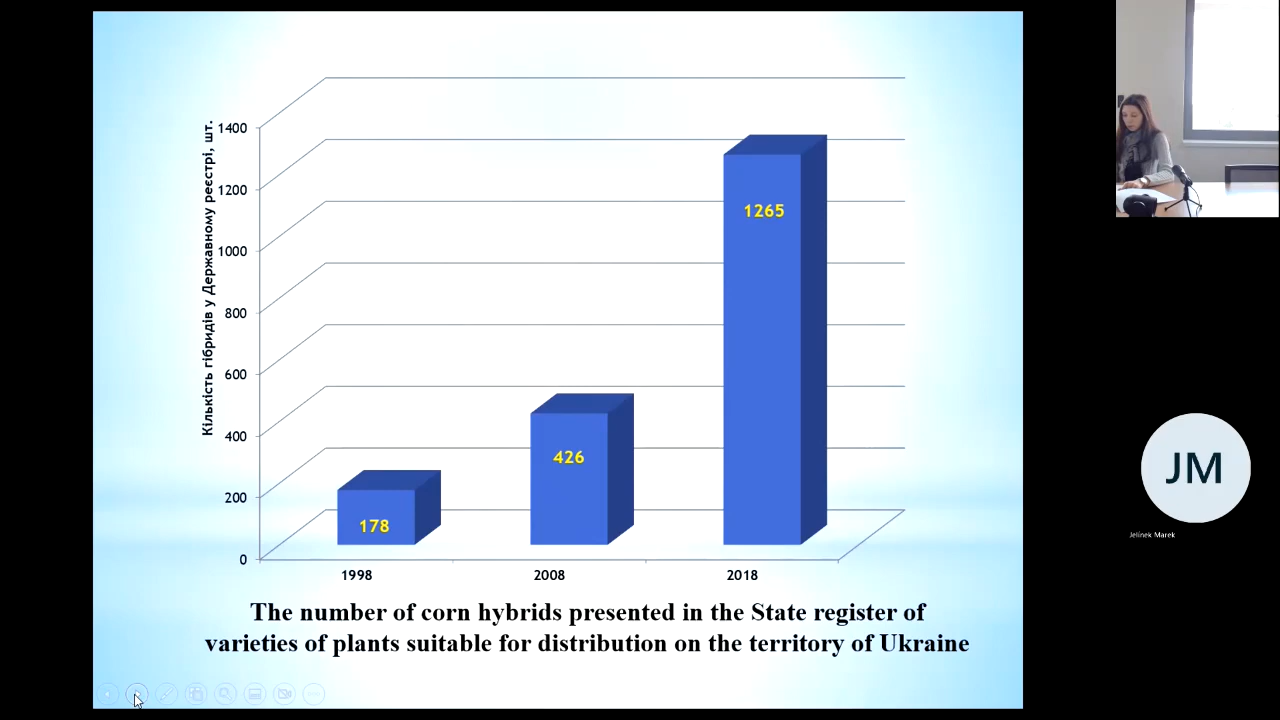 Кількість гібридів у Державному реєстрі, шт.
1400
1200
1000
800
600
400
200
0
178
426
1265
1998
2008
2018
The number of corn hybrids presented in the State register of
varieties of plants suitable for distribution on the territory of Ukraine
JM
Jelínek Marek